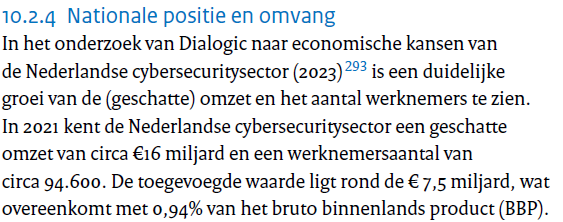 10.2.4 Nationale positie en omvang
In het onderzoek van Dialogic naar economische kansen van
de Nederlandse cybersecuritysector (2023)293 is een duidelijke
groei van de (geschatte) omzet en het aantal werknemers te zien.
In 2021 kent de Nederlandse cybersecuritysector een geschatte
omzet van circa €16 miljard en een werknemersaantal van
circa 94.600. De toegevoegde waarde ligt rond de € 7,5 miljard, wat
overeenkomt met 0,94% van het bruto binnenlands product (BBP).